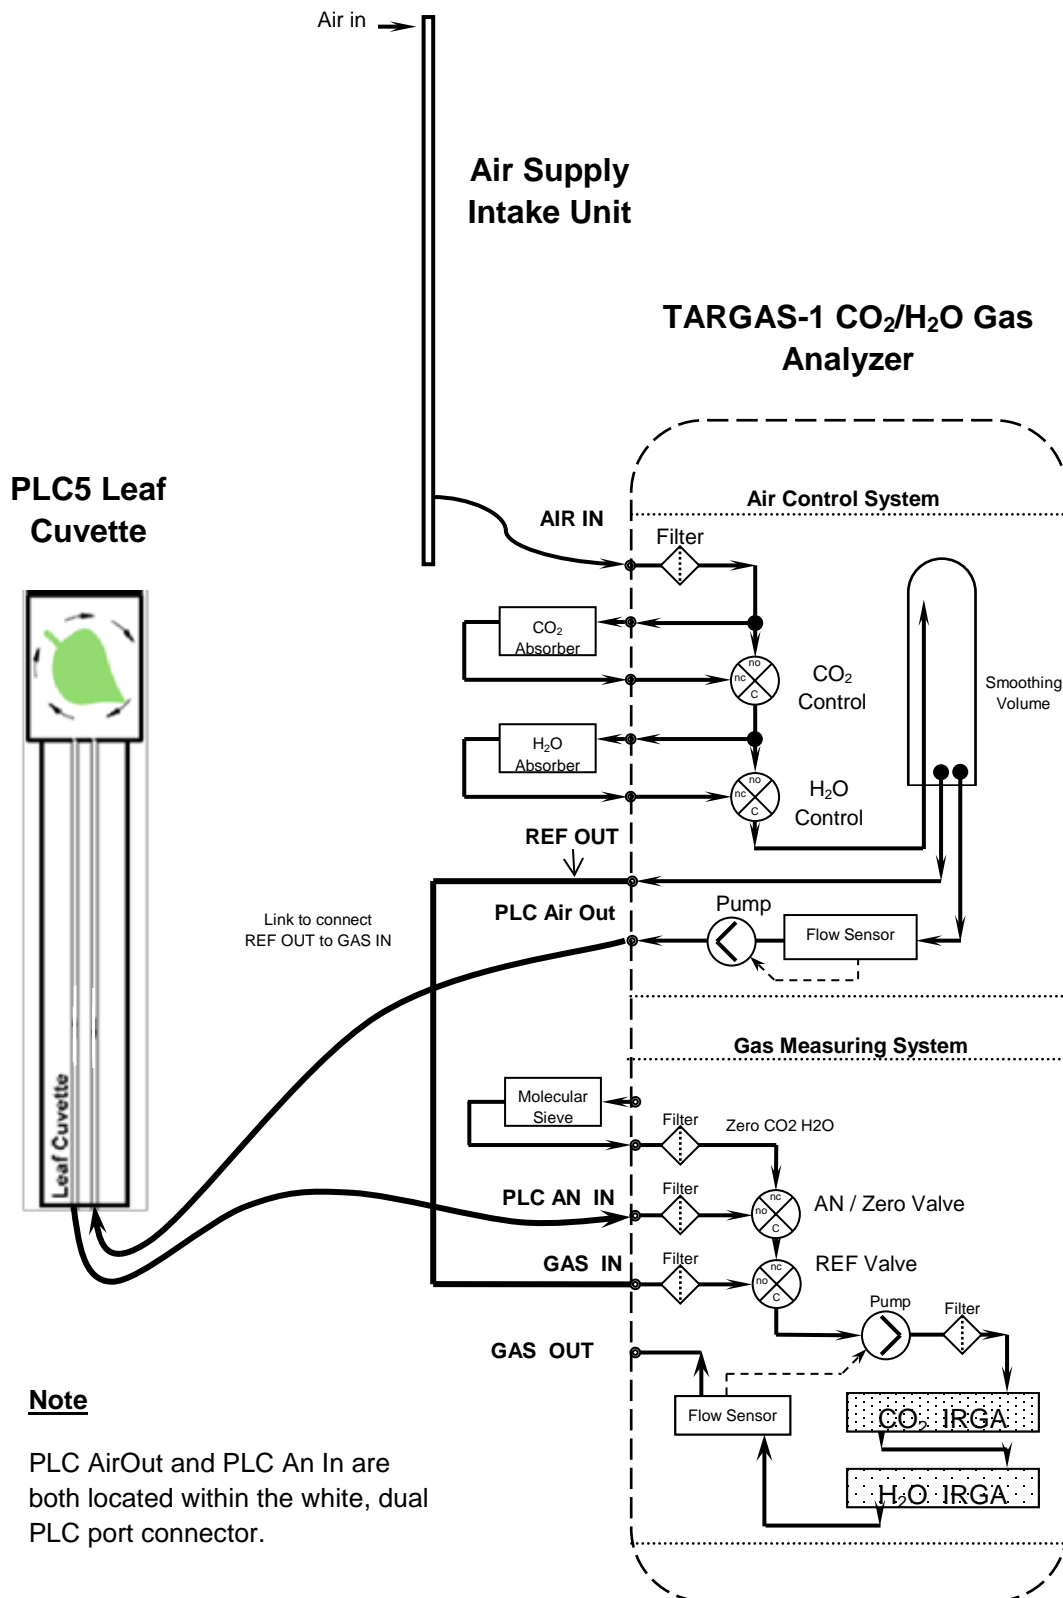 Air in
Air Supply
Intake Unit
TARGAS-1 CO₂/H₂O Gas
Analyzer
PLC5 Leaf
Cuvette
Air Control System
AIR IN
Filter
CO₂
Absorber
no
nc
C
CO₂
Control
Smoothing
Volume
H₂O
Absorber
no
nc
C
H₂O
Control
REF OUT
Link to connect
REF OUT to GAS IN
PLC Air Out
Pump
Flow Sensor
Gas Measuring System
Leaf Cuvette
Molecular
Sieve
Filter
Zero CO2 H2O
PLC AN IN
Filter
nc
no
C
AN / Zero Valve
GAS IN
Filter
nc
no
C
REF Valve
Pump
Filter
GAS OUT
Flow Sensor
CO₂ IRGA
H₂O IRGA
Note
PLC AirOut and PLC An In are
both located within the white, dual
PLC port connector.